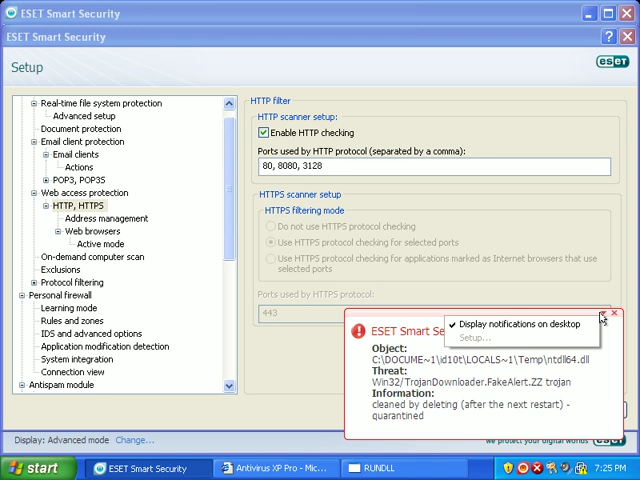 ESET Smart Security
ESET Smart Security
Setup
eset
Real-time file system protection
Advanced setup
Document protection
Email client protection
Email clients
Actions
POP3, POP3S
Web access protection
HTTP, HTTPS
Address management
Web browsers
Active mode
On-demand computer scan
Exclusions
Protocol filtering
Personal firewall
Learning mode
Rules and zones
IDS and advanced options
Application modification detection
System integration
Connection view
Antispam module
HTTP filter
HTTP scanner setup:
Enable HTTP checking
Ports used by HTTP protocol (separated by a comma):
80, 8080, 3128
HTTPS scanner setup
HTTPS filtering mode
Do not use HTTPS protocol checking
Use HTTPS protocol checking for selected ports
Use HTTPS protocol checking for applications marked as Internet browsers that use
selected ports
Ports used by HTTPS protocol:
443
ESET Smart Se
Display notifications on desktop
Setup...
Object:
C:\DOCUME~1\id10t\LOCALS~1\Temp\ntdll64.dll
Threat:
Win32/TrojanDownloader.FakeAlert.ZZ trojan
Information:
cleaned by deleting (after the next restart) -
quarantined
Display: Advanced mode Change...
we protect your digital worlds eset
start
ESET Smart Security
Antivirus XP Pro - Mic...
RUNDLL
7:25 PM